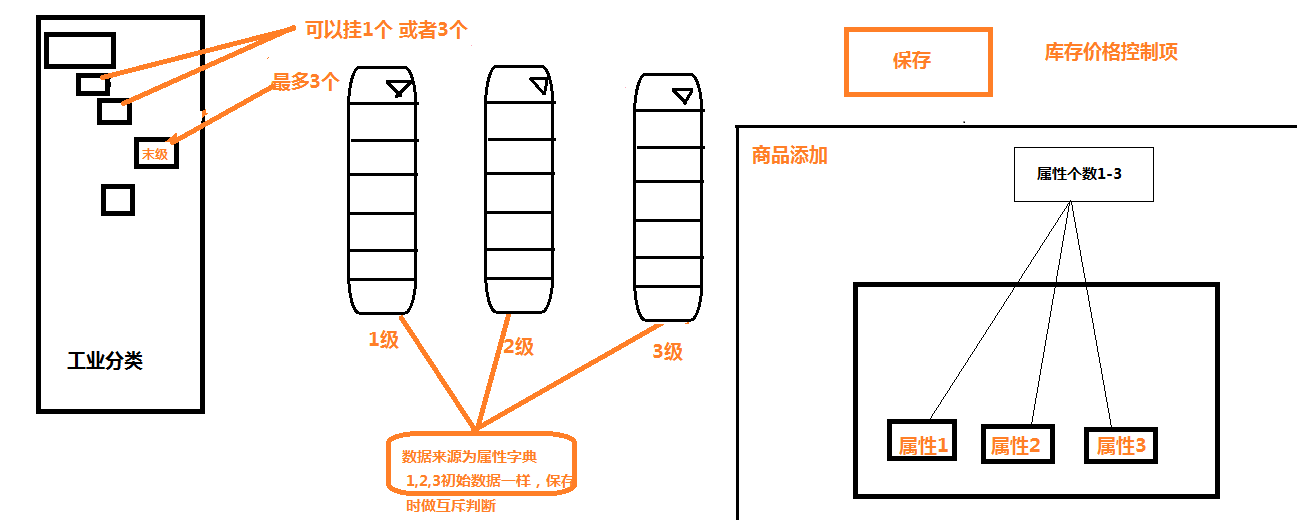 可以挂1个 或者3个
最多3个
末级
工业分类
1级
2级
3级
数据来源为属性字典
1,2,3初始数据一样，保存
时做互斥判断
保存
库存价格控制项
商品添加
属性个数1-3
属性1
属性2
属性3